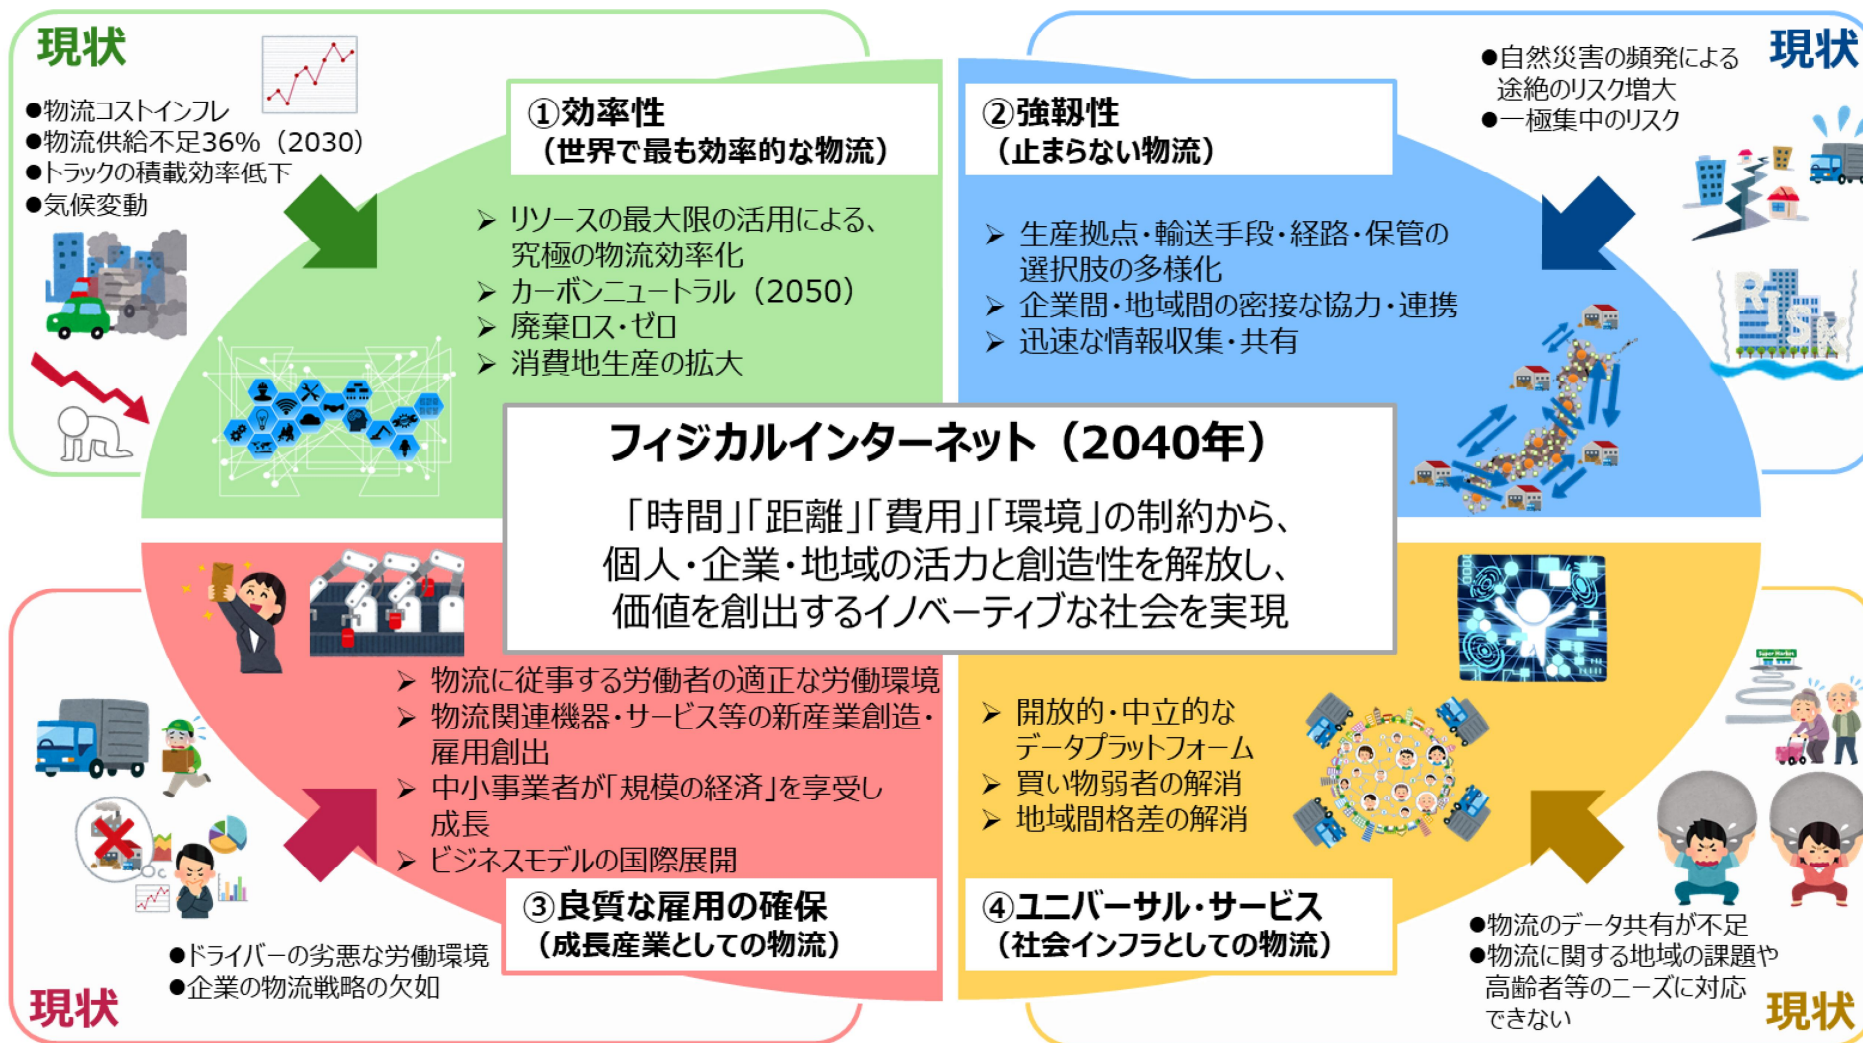 現状
●物流コストインフレ
●物流供給不足36%（2030）
●トラックの積載効率低下
●気候変動
①効率性
（世界で最も効率的な物流）
➢ リソースの最大限の活用による、
究極の物流効率化
➢ カーボンニュートラル（2050）
➢ 廃棄ロス・ゼロ
➢ 消費地生産の拡大
②強靭性
（止まらない物流）
➢ 生産拠点・輸送手段・経路・保管の
選択肢の多様化
➢ 企業間・地域間の密接な協力・連携
➢ 迅速な情報収集・共有
現状
●自然災害の頻発による
途絶のリスク増大
●一極集中のリスク
RISK
フィジカルインターネット（2040年）
「時間」「距離」「費用」「環境」の制約から、
個人・企業・地域の活力と創造性を解放し、
価値を創出するイノベーティブな社会を実現
➢ 物流に従事する労働者の適正な労働環境
➢ 物流関連機器・サービス等の新産業創造・
雇用創出
➢ 中小事業者が「規模の経済」を享受し
成長
➢ ビジネスモデルの国際展開
③良質な雇用の確保
（成長産業としての物流）
●ドライバーの劣悪な労働環境
●企業の物流戦略の欠如
現状
➢ 開放的・中立的な
データプラットフォーム
➢ 買い物弱者の解消
➢ 地域間格差の解消
④ユニバーサル・サービス
（社会インフラとしての物流）
Super Market
●物流のデータ共有が不足
●物流に関する地域の課題や
高齢者等のニーズに対応
できない
現状